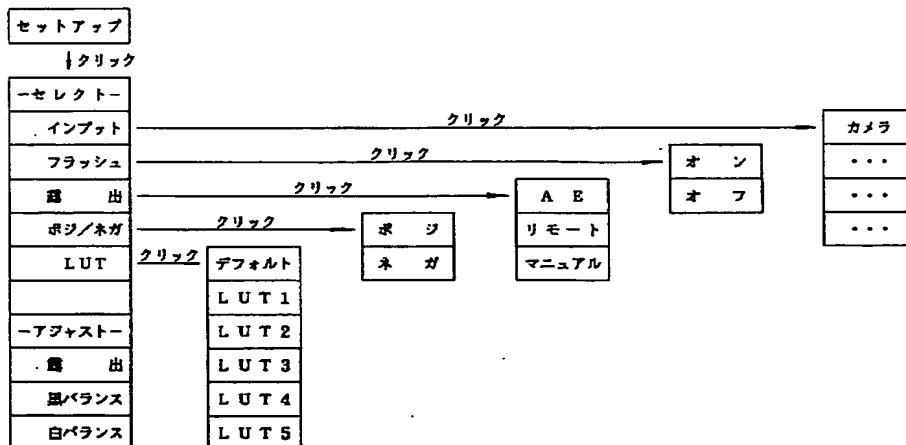 セットアップ
クリック
-セレクト-
インプット クリック カメラ
フラッシュ クリック オン ・・・
露出 クリック AE オフ ・・・
ポジ/ネガ クリック ポジ リモート ・・・
LUT クリック デフォルト ネガ マニュアル
LUT1
-アジャスト- LUT2
露出 LUT3
黒バランス LUT4
白バランス LUT5